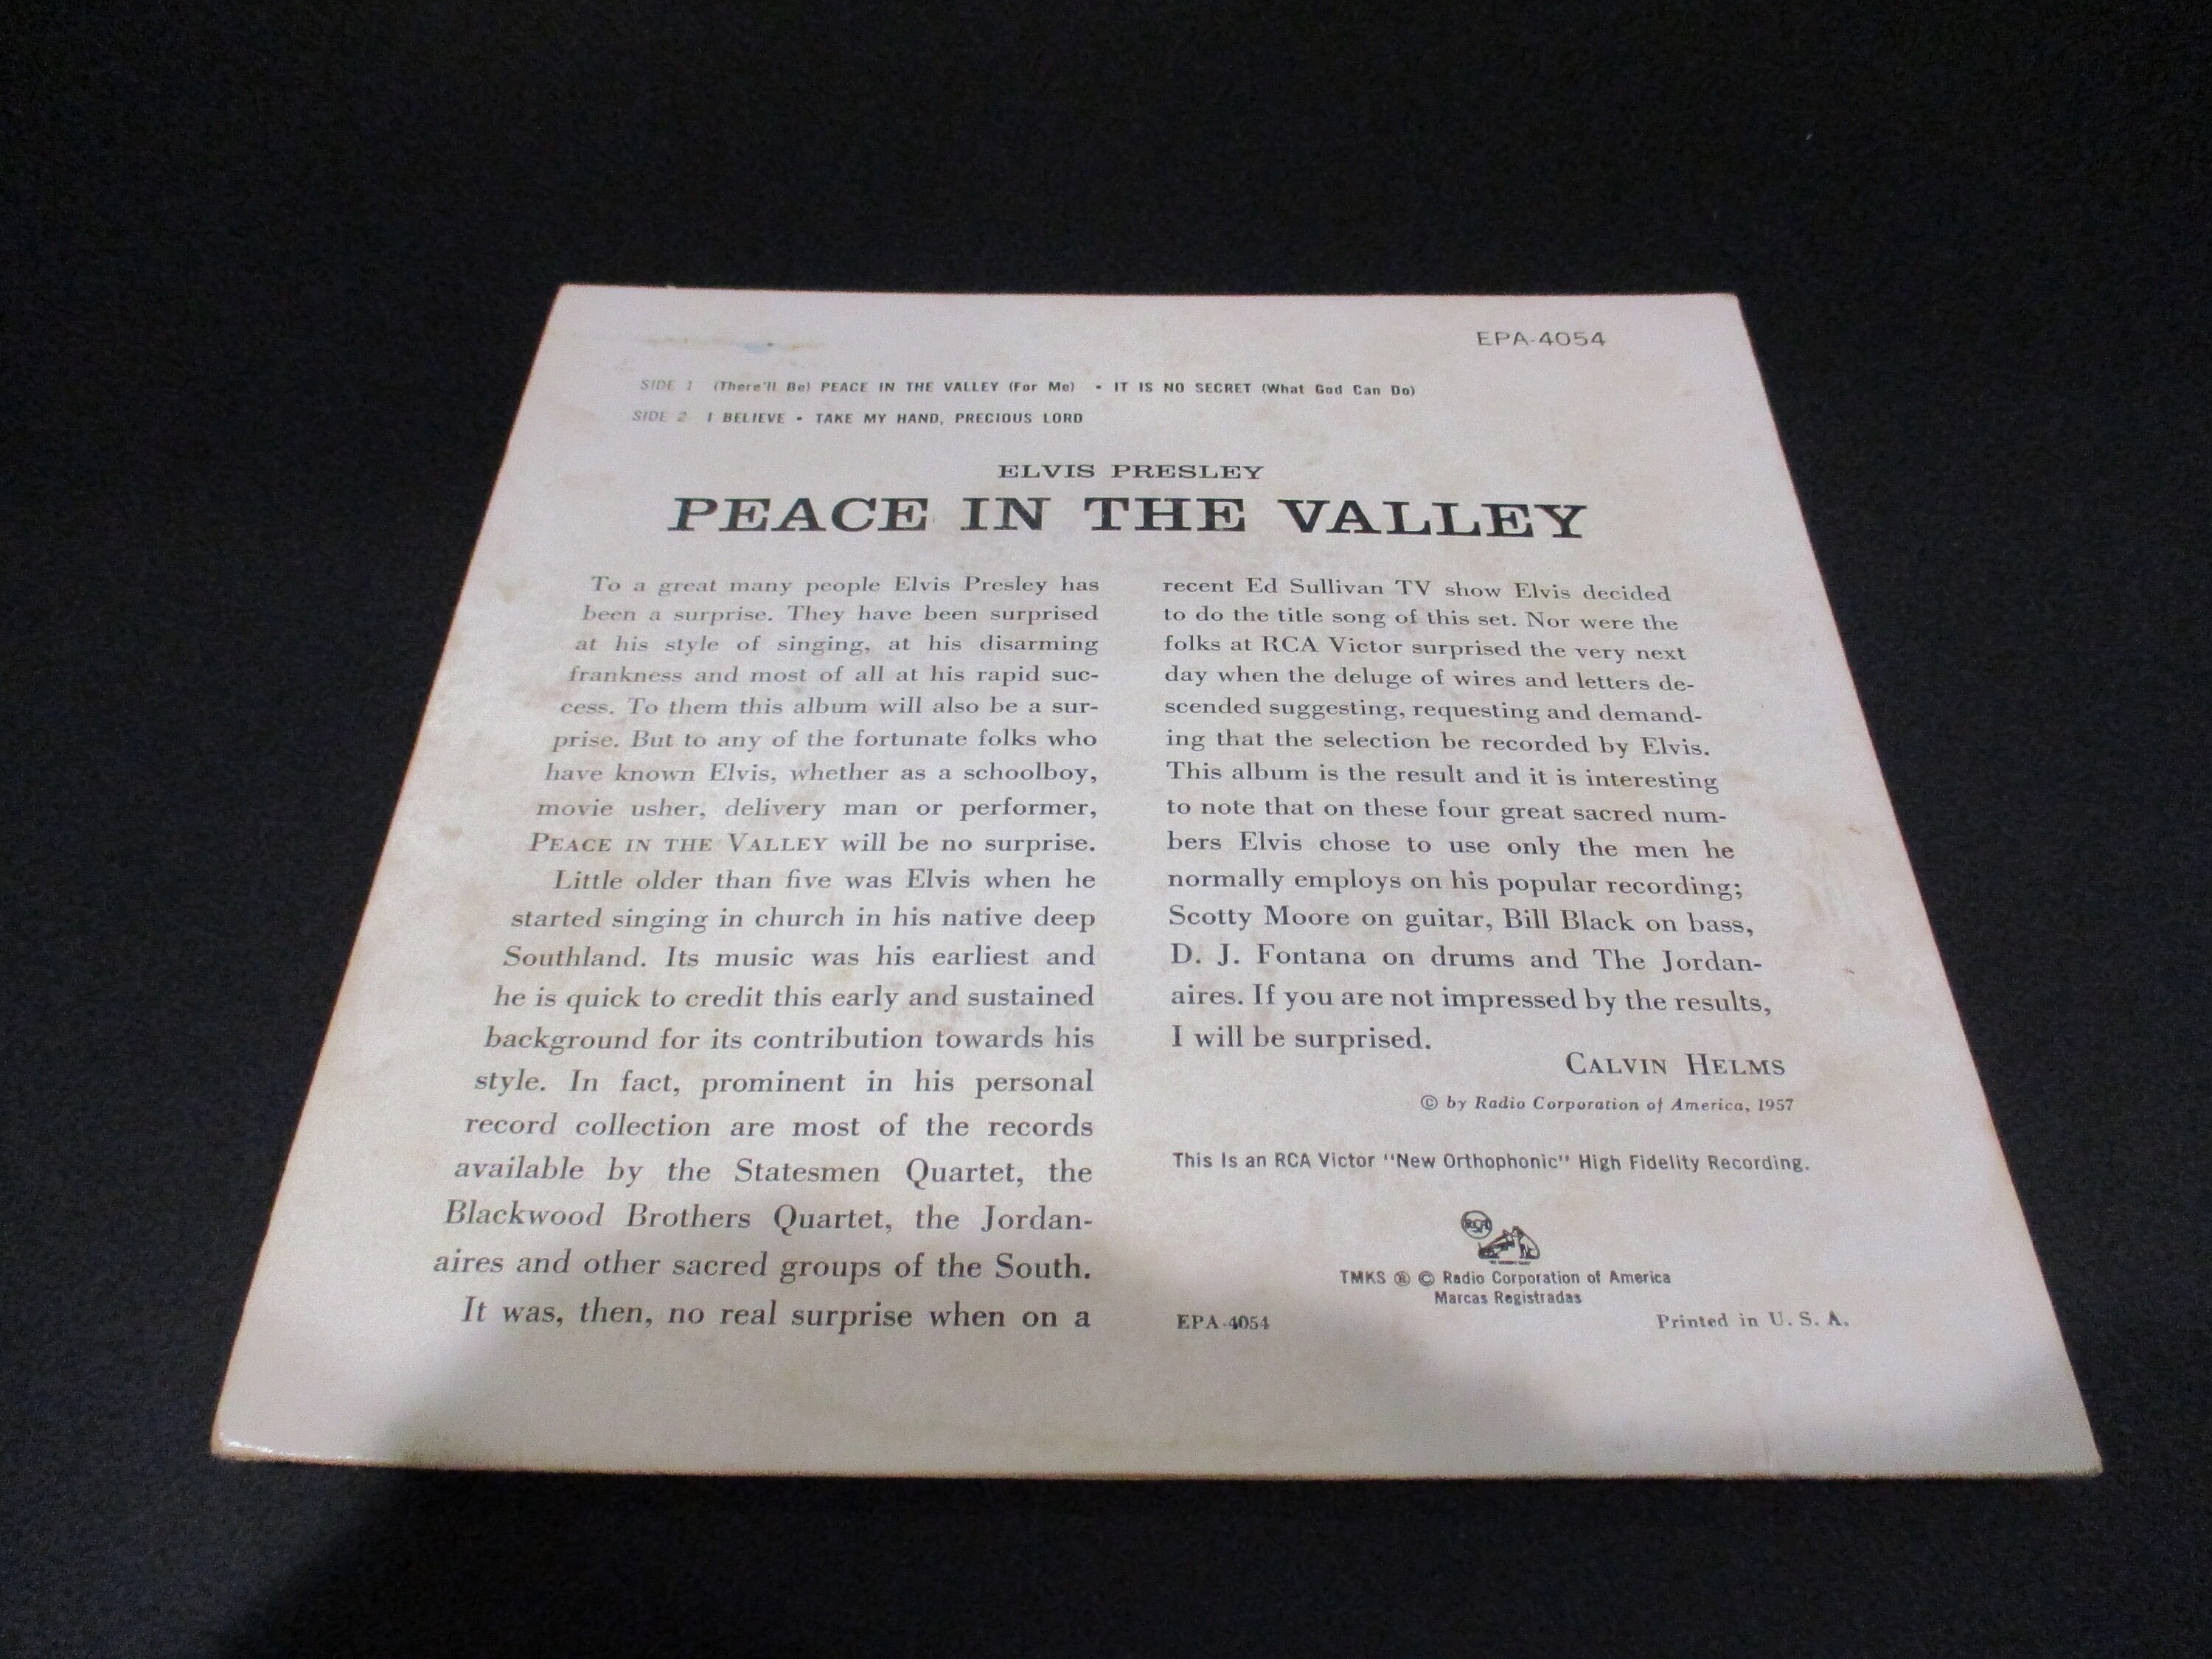 EPA-4054
SIDE 1 (There'll Be) PEACE IN THE VALLEY (For Me) • IT IS NO SECRET (What God Can Do)
SIDE 2 I BELIEVE • TAKE MY HAND, PRECIOUS LORD
ELVIS PRESLEY
PEACE IN THE VALLEY
To a great many people Elvis Presley has
been a surprise. They have been surprised
at his style of singing, at his disarming
frankness and most of all at his rapid suc-
cess. To them this album will also be a sur-
prise. But to any of the fortunate folks who
have known Elvis, whether as a schoolboy,
movie usher, delivery man or performer,
PEACE IN THE VALLEY will be no surprise.
Little older than five was Elvis when he
started singing in church in his native deep
Southland. Its music was his earliest and
he is quick to credit this early and sustained
background for its contribution towards his
style. In fact, prominent in his personal
record collection are most of the records
available by the Statesmen Quartet, the
Blackwood Brothers Quartet, the Jordan-
aires and other sacred groups of the South.
It was, then, no real surprise when on a
recent Ed Sullivan TV show Elvis decided
to do the title song of this set. Nor were the
folks at RCA Victor surprised the very next
day when the deluge of wires and letters de-
scended suggesting, requesting and demand-
ing that the selection be recorded by Elvis.
This album is the result and it is interesting
to note that on these four great sacred num-
bers Elvis chose to use only the men he
normally employs on his popular recording;
Scotty Moore on guitar, Bill Black on bass,
D. J. Fontana on drums and The Jordan-
aires. If you are not impressed by the results,
I will be surprised.
CALVIN HELMS
© by Radio Corporation of America, 1957
This Is an RCA Victor "New Orthophonic" High Fidelity Recording.
RCA
TMKS ® © Radio Corporation of America
Marcas Registradas
EPA-4054
Printed in U. S. A.